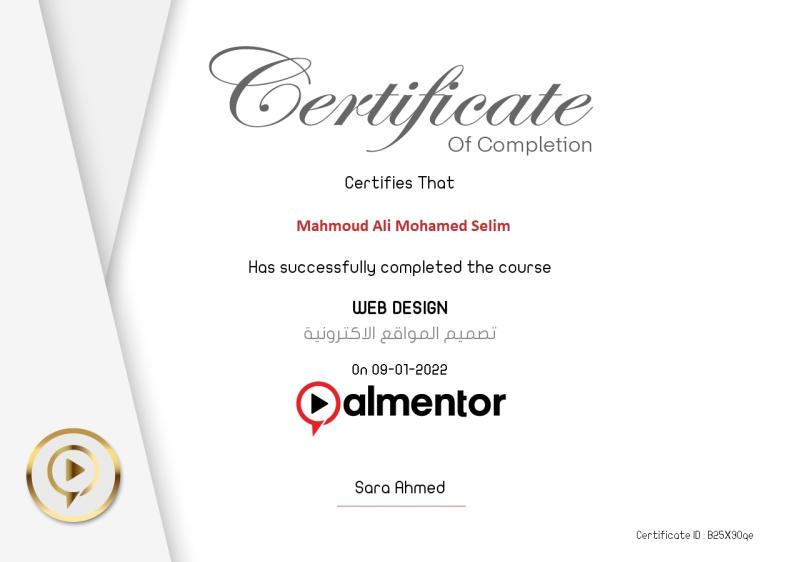 Certificate
Of Completion
Certifies That
Mahmoud Ali Mohamed Selim
Has successfully completed the course
WEB DESIGN
تصميم المواقع الاكترونية
On 09-01-2022
almentor
Sara Ahmed
Certificate ID : B25X90qe